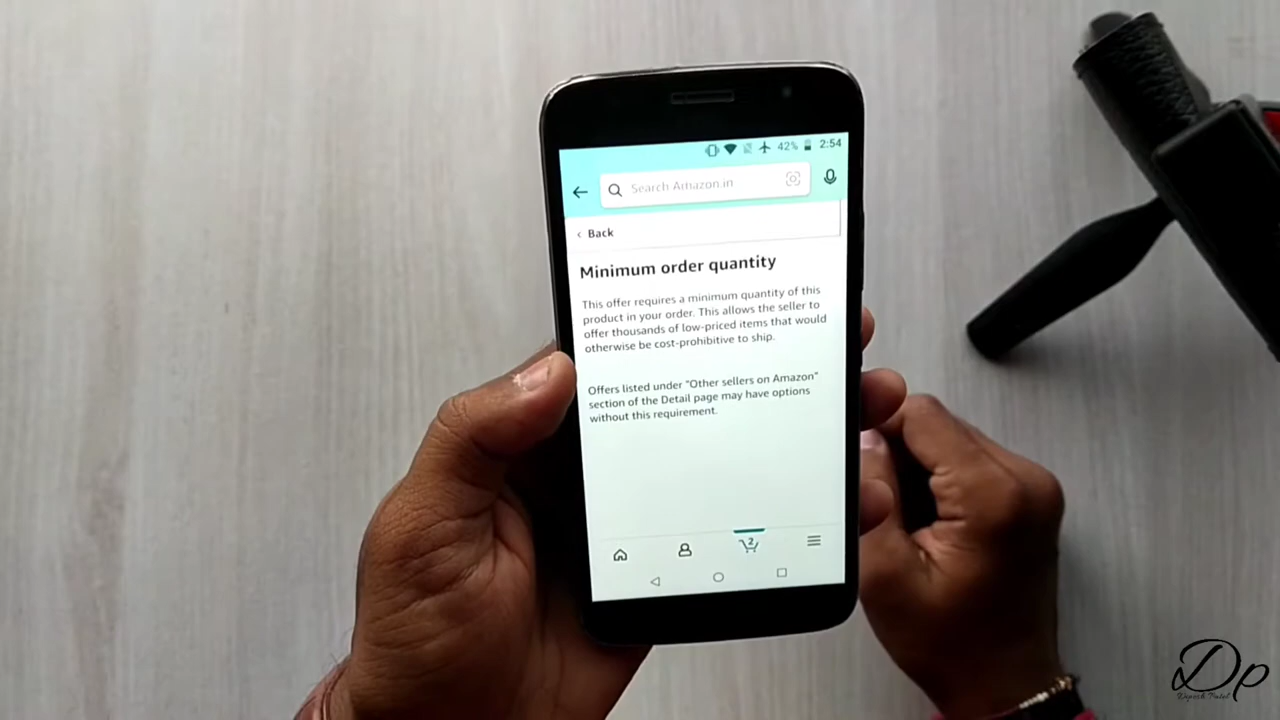 42% 2:54
Search Amazon.in
Back
Minimum order quantity
This offer requires a minimum quantity of this
product in your order. This allows the seller to
offer thousands of low-priced items that would
otherwise be cost-prohibitive to ship.
Offers listed under "Other sellers on Amazon"
section of the Detail page may have options
without this requirement.
2
Dp